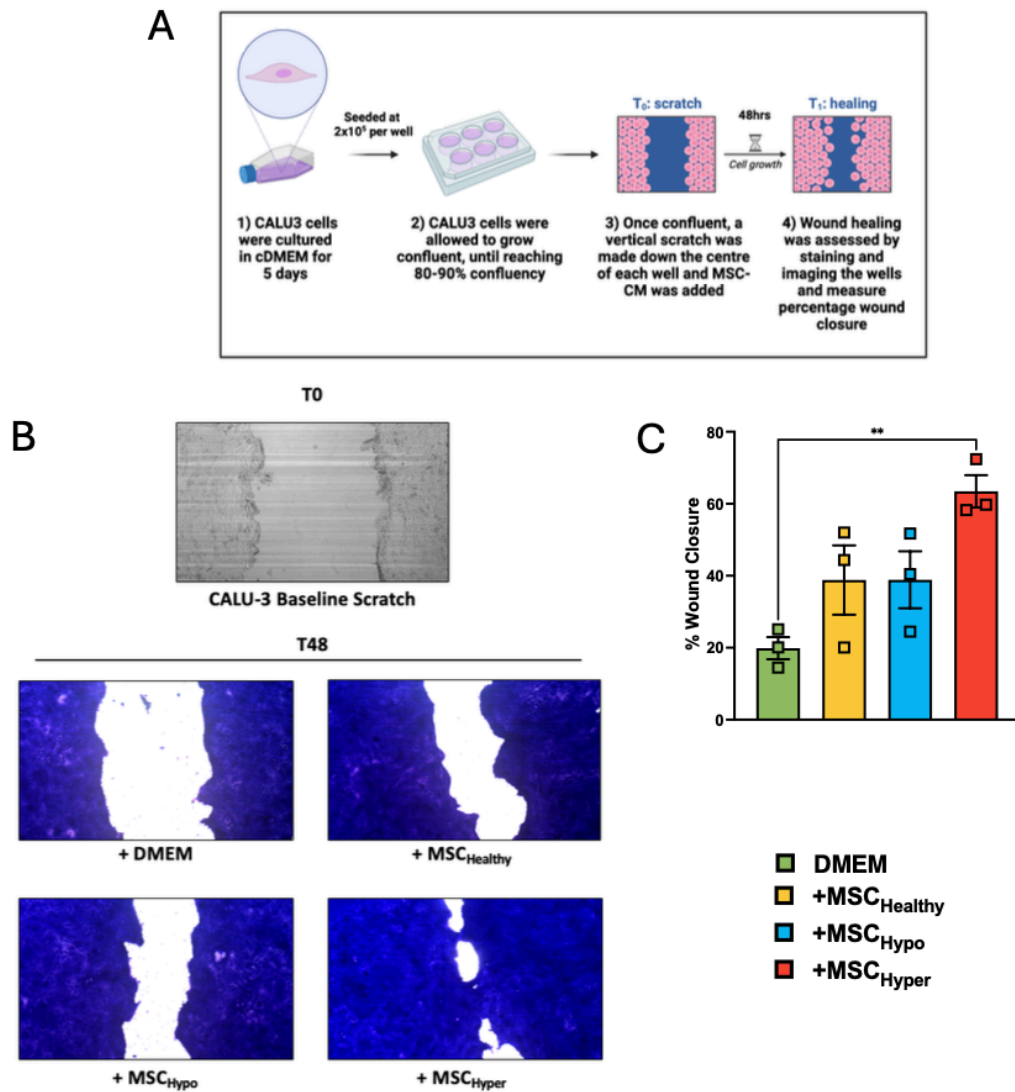 A
Seeded at
2x10⁵ per well
T₀: scratch
48hrs
Cell growth
T₁: healing
1) CALU3 cells
were cultured
in cDMEM for
5 days
2) CALU3 cells were
allowed to grow
confluent, until reaching
80-90% confluency
3) Once confluent, a
vertical scratch was
made down the centre
of each well and MSC-
CM was added
4) Wound healing
was assessed by
staining and
imaging the wells
and measure
percentage wound
closure
T0
B
CALU-3 Baseline Scratch
T48
+ DMEM
+ MSCHealthy
+ MSCHypo
+ MSCHyper
C
% Wound Closure
80
60
40
20
0
**
DMEM
+MSCHealthy
+MSCHypo
+MSCHyper